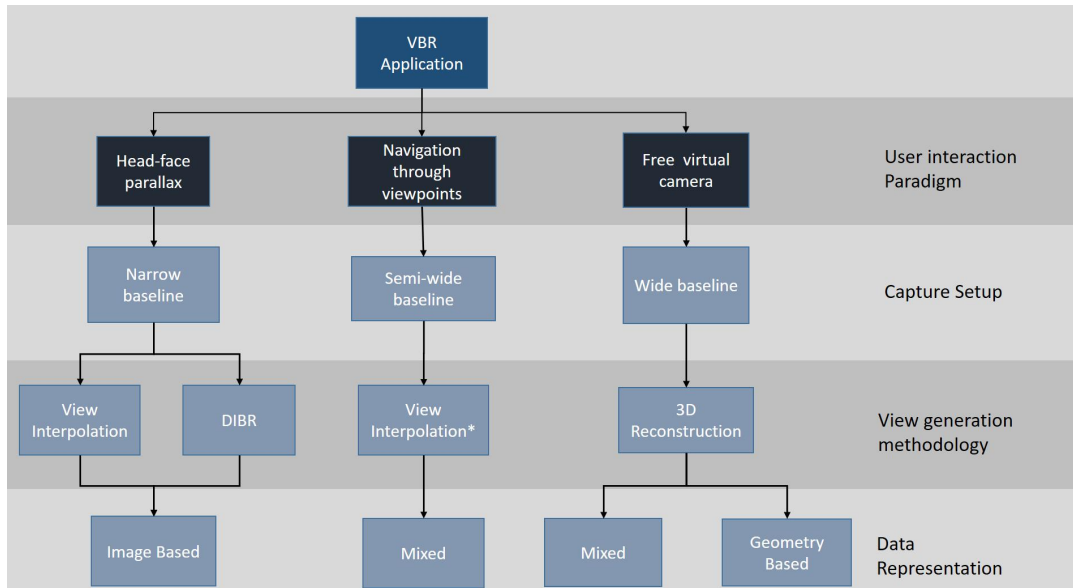 VBR
Application
Head-face
parallax
Navigation
through
viewpoints
Free virtual
camera
User interaction
Paradigm
Narrow
baseline
Semi-wide
baseline
Wide baseline
Capture Setup
View
Interpolation
DIBR
View
Interpolation*
3D
Reconstruction
View generation
methodology
Image Based
Mixed
Mixed
Geometry
Based
Data
Representation